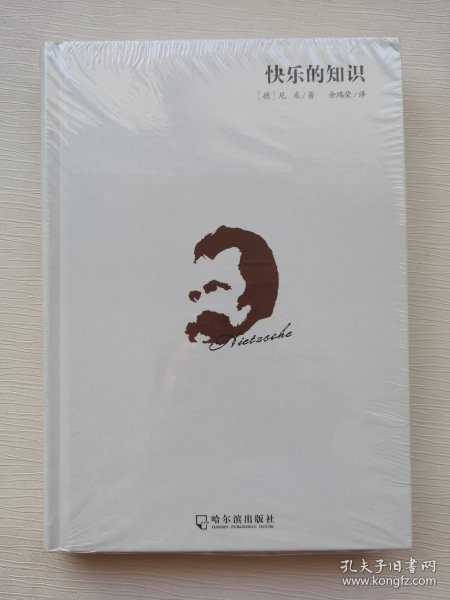 快乐的知识
[德]尼 采/著 余鸿荣/译
Nietzsche
哈尔滨出版社
HARBIN PUBLISHING HOUSE
孔夫子旧书网
www.kongfz.com